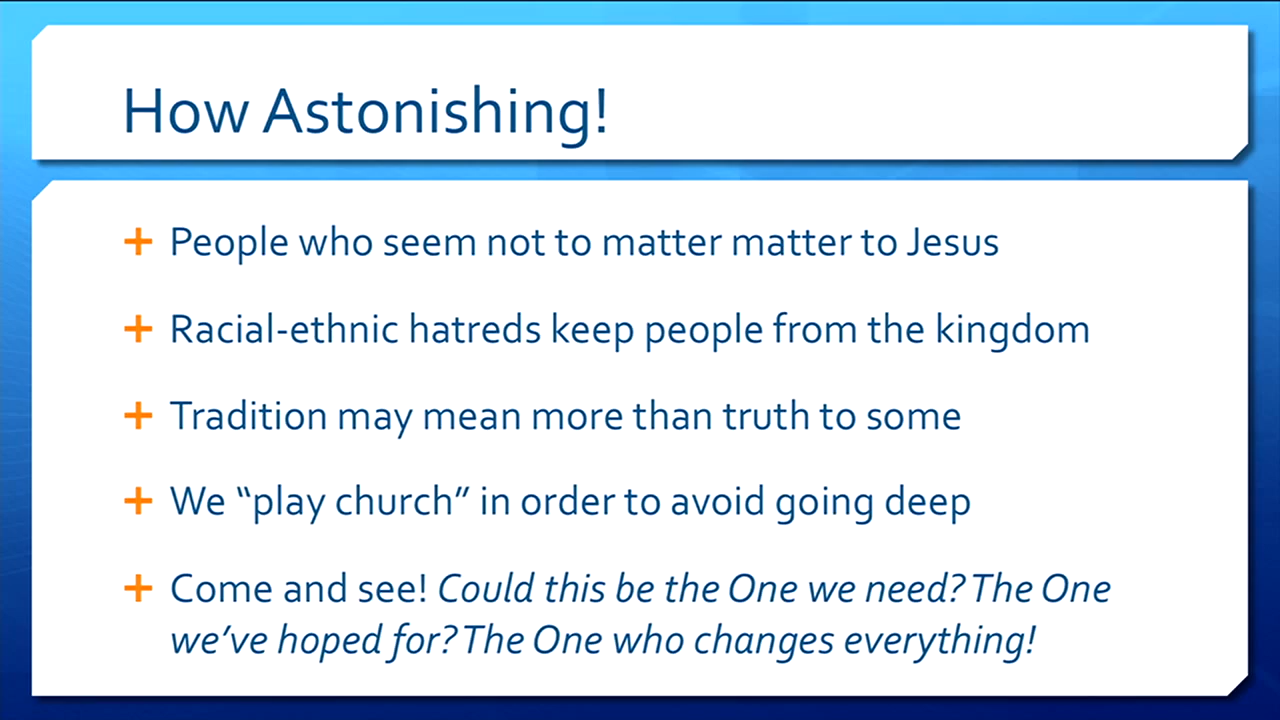 How Astonishing!
+ People who seem not to matter matter to Jesus
+ Racial-ethnic hatreds keep people from the kingdom
+ Tradition may mean more than truth to some
+ We “play church” in order to avoid going deep
+ Come and see! Could this be the One we need? The One
we’ve hoped for? The One who changes everything!